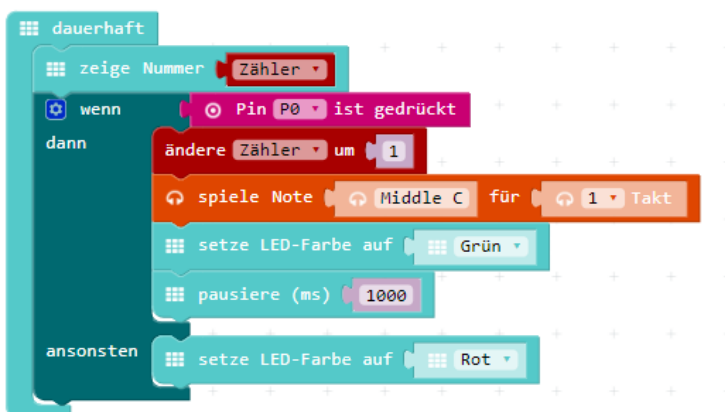 dauerhaft
zeige Nummer Zähler
wenn Pin P0 ist gedrückt
dann
ändere Zähler um 1
spiele Note Middle C für 1 Takt
setze LED-Farbe auf Grün
pausiere (ms) 1000
ansonsten
setze LED-Farbe auf Rot